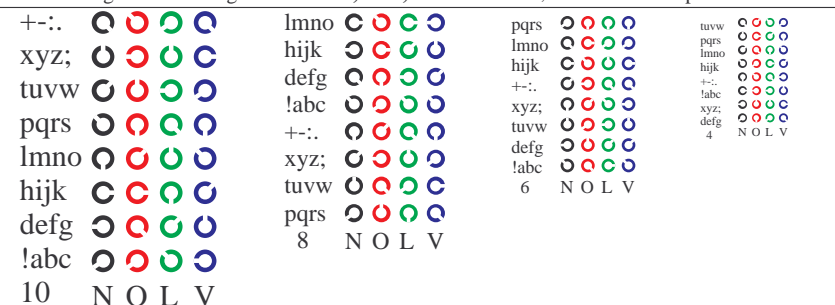 +-:.
xyz;
tuvw
pqrs
lmno
hijk
defg
!abc
10 N O L V
lmno
hijk
defg
!abc
+-:.
xyz;
tuvw
pqrs
8 N O L V
pqrs
lmno
hijk
+-:.
xyz;
tuvw
defg
!abc
6 N O L V
tuvw
pqrs
lmno
hijk
+-:.
!abc
xyz;
defg
4 N O L V